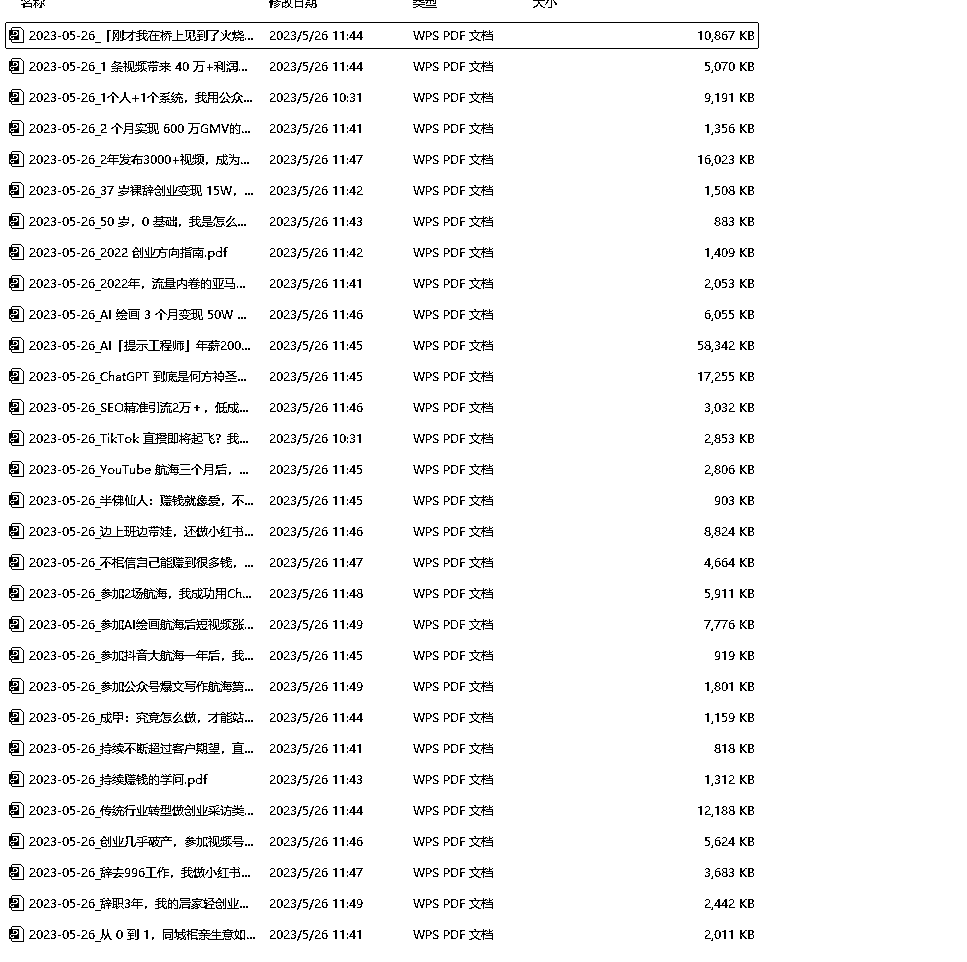 名称 修改日期 类型 大小
2023-05-26_「刚才我在桥上见到了火烧... 2023/5/26 11:44 WPS PDF 文档 10,867 KB
2023-05-26_1 条视频带来 40 万+利润... 2023/5/26 11:44 WPS PDF 文档 5,070 KB
2023-05-26_1个人+1个系统，我用公众... 2023/5/26 10:31 WPS PDF 文档 9,191 KB
2023-05-26_2 个月实现 600 万GMV的... 2023/5/26 11:41 WPS PDF 文档 1,356 KB
2023-05-26_2年发布3000+视频，成为... 2023/5/26 11:47 WPS PDF 文档 16,023 KB
2023-05-26_37 岁裸辞创业变现 15W，... 2023/5/26 11:42 WPS PDF 文档 1,508 KB
2023-05-26_50 岁，0 基础，我是怎么... 2023/5/26 11:43 WPS PDF 文档 883 KB
2023-05-26_2022 创业方向指南.pdf 2023/5/26 11:42 WPS PDF 文档 1,409 KB
2023-05-26_2022年，流量内卷的亚马... 2023/5/26 11:41 WPS PDF 文档 2,053 KB
2023-05-26_AI 绘画 3 个月变现 50W ... 2023/5/26 11:46 WPS PDF 文档 6,055 KB
2023-05-26_AI「提示工程师」年薪200... 2023/5/26 11:45 WPS PDF 文档 58,342 KB
2023-05-26_ChatGPT 到底是何方神圣... 2023/5/26 11:45 WPS PDF 文档 17,255 KB
2023-05-26_SEO精准引流2万＋，低成... 2023/5/26 11:46 WPS PDF 文档 3,032 KB
2023-05-26_TikTok 直播即将起飞？我... 2023/5/26 10:31 WPS PDF 文档 2,853 KB
2023-05-26_YouTube 航海三个月后，... 2023/5/26 11:45 WPS PDF 文档 2,806 KB
2023-05-26_半佛仙人：赚钱就像爱，不... 2023/5/26 11:45 WPS PDF 文档 903 KB
2023-05-26_边上班边带娃，还做小红书... 2023/5/26 11:46 WPS PDF 文档 8,824 KB
2023-05-26_不相信自己能赚到很多钱，... 2023/5/26 11:47 WPS PDF 文档 4,664 KB
2023-05-26_参加2场航海，我成功用Ch... 2023/5/26 11:48 WPS PDF 文档 5,911 KB
2023-05-26_参加AI绘画航海后短视频涨... 2023/5/26 11:49 WPS PDF 文档 7,776 KB
2023-05-26_参加抖音大航海一年后，我... 2023/5/26 11:45 WPS PDF 文档 919 KB
2023-05-26_参加公众号爆文写作航海第... 2023/5/26 11:49 WPS PDF 文档 1,801 KB
2023-05-26_成甲：究竟怎么做，才能站... 2023/5/26 11:44 WPS PDF 文档 1,159 KB
2023-05-26_持续不断超过客户期望，直... 2023/5/26 11:41 WPS PDF 文档 818 KB
2023-05-26_持续赚钱的学问.pdf 2023/5/26 11:43 WPS PDF 文档 1,312 KB
2023-05-26_传统行业转型做创业采访类... 2023/5/26 11:44 WPS PDF 文档 12,188 KB
2023-05-26_创业几乎破产，参加视频号... 2023/5/26 11:46 WPS PDF 文档 5,624 KB
2023-05-26_辞去996工作，我做小红书... 2023/5/26 11:47 WPS PDF 文档 3,683 KB
2023-05-26_辞职3年，我的居家轻创业... 2023/5/26 11:49 WPS PDF 文档 2,442 KB
2023-05-26_从 0 到 1，同城相亲生意如... 2023/5/26 11:41 WPS PDF 文档 2,011 KB